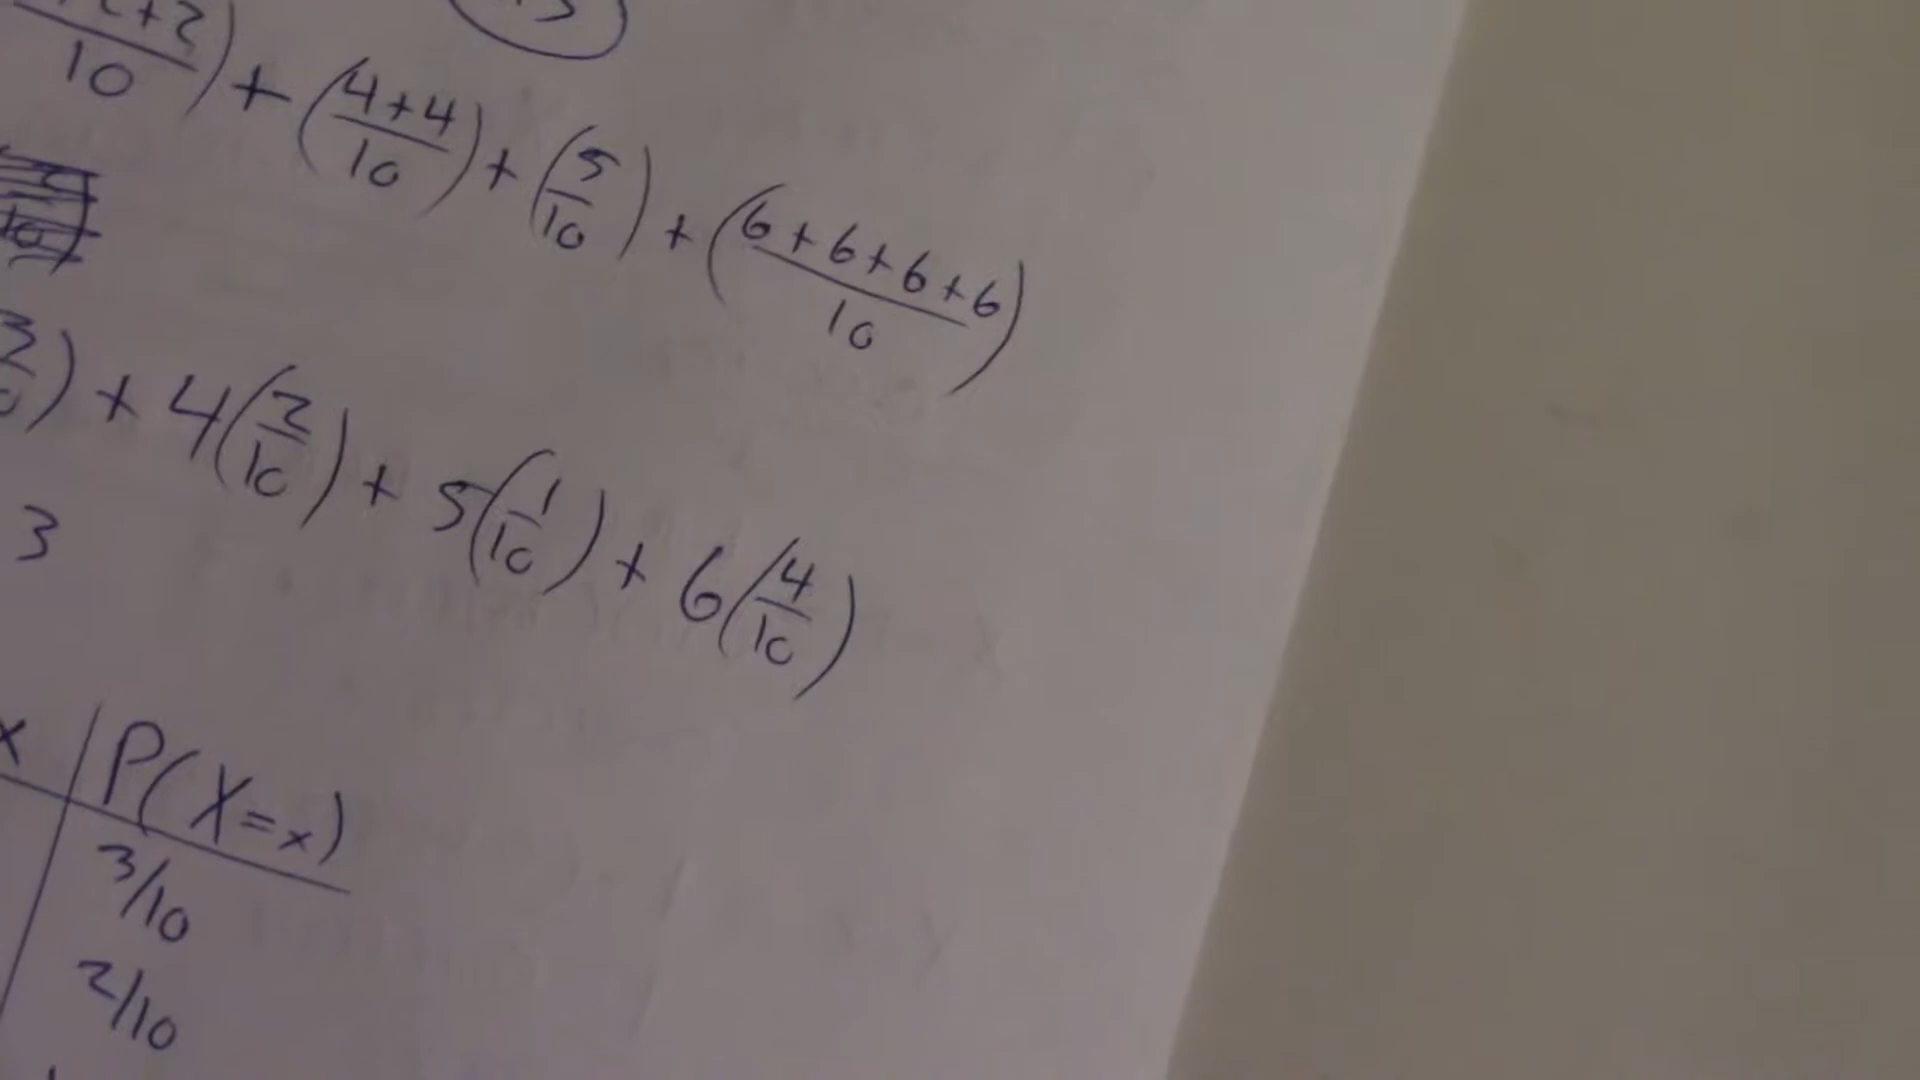 +2/10) + (4+4/10) + (5/10) + (6+6+6+6/10)
) + 4(2/10) + 5(1/10) + 6(4/10)
3
x | P(X=x)
3/10
2/10